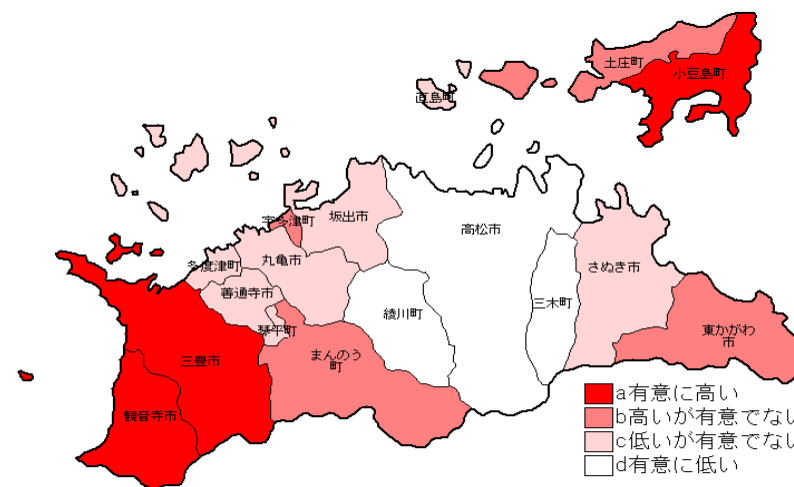 土庄町
小豆島町
直島町
宇多津町
坂出市
高松市
多度津町
丸亀市
さぬき市
善通寺市
三木町
綾川町
琴平町
東かがわ
市
まんのう
町
三豊市
観音寺市
a有意に高い
b高いが有意でない
c低いが有意でない
d有意に低い